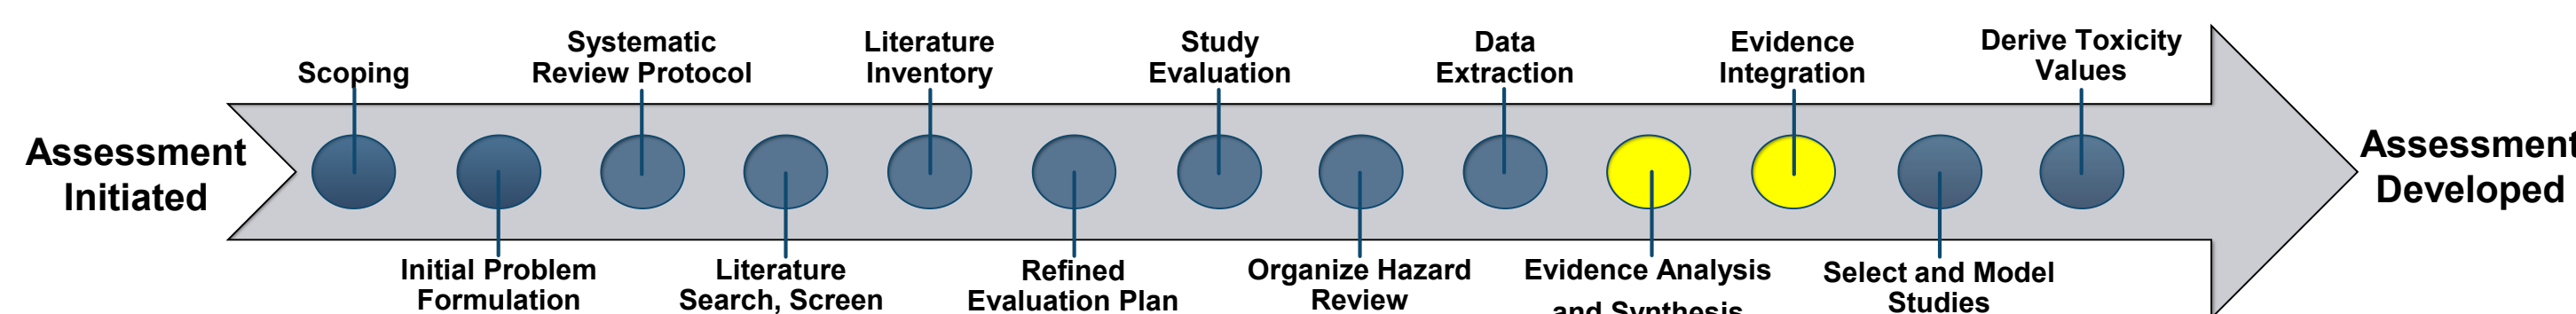 Assessment
Initiated
Scoping
Initial Problem
Formulation
Systematic
Review Protocol
Literature
Search, Screen
Literature
Inventory
Refined
Evaluation Plan
Study
Evaluation
Organize Hazard
Review
Data
Extraction
Evidence Analysis
and Synthesis
Evidence
Integration
Select and Model
Studies
Derive Toxicity
Values
Assessment
Developed